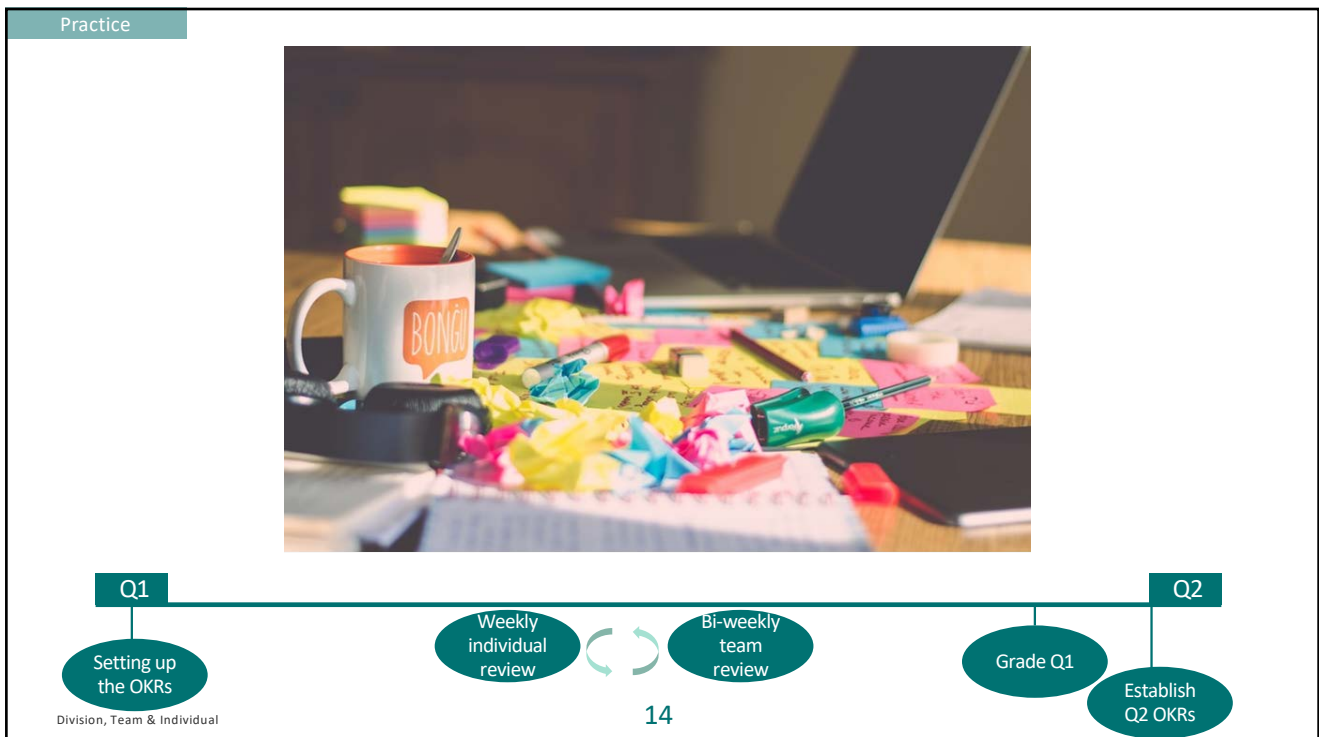 Practice
BONĠU
Q1
Q2
Setting up
the OKRs
Weekly
individual
review
Bi-weekly
team
review
Grade Q1
Establish
Q2 OKRs
Division, Team & Individual
14